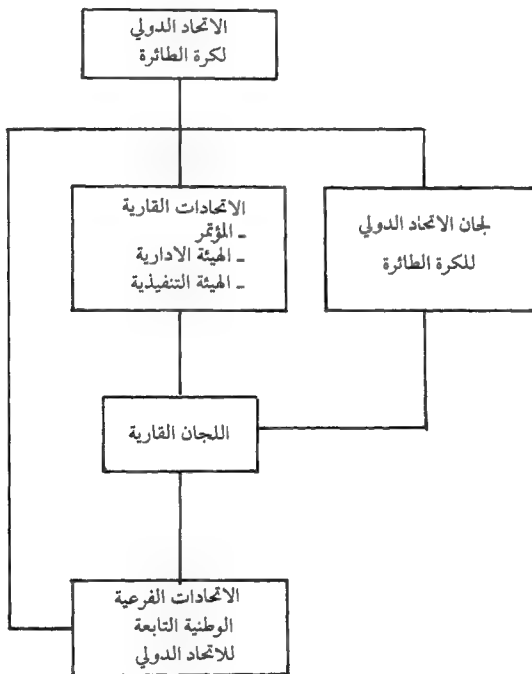 الاتحاد الدولي
لكرة الطائرة
لجان الاتحاد الدولي
للكرة الطائرة
الاتحادات القارية
ـ المؤتمر
ـ الهيئة الادارية
ـ الهيئة التنفيذية
اللجان القارية
الاتحادات الفرعية
الوطنية التابعة
للاتحاد الدولي